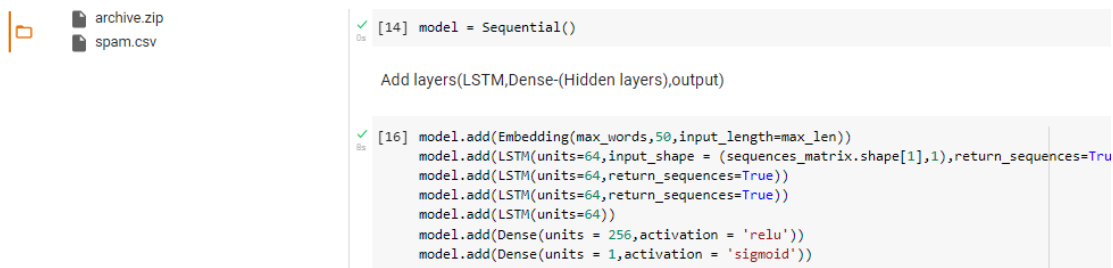 archive.zip
spam.csv
0s
[14] model = Sequential()
Add layers(LSTM,Dense-(Hidden layers),output)
8s
[16] model.add(Embedding(max_words,50,input_length=max_len))
model.add(LSTM(units=64,input_shape = (sequences_matrix.shape[1],1),return_sequences=Tru
model.add(LSTM(units=64,return_sequences=True))
model.add(LSTM(units=64,return_sequences=True))
model.add(LSTM(units=64))
model.add(Dense(units = 256,activation = 'relu'))
model.add(Dense(units = 1,activation = 'sigmoid'))